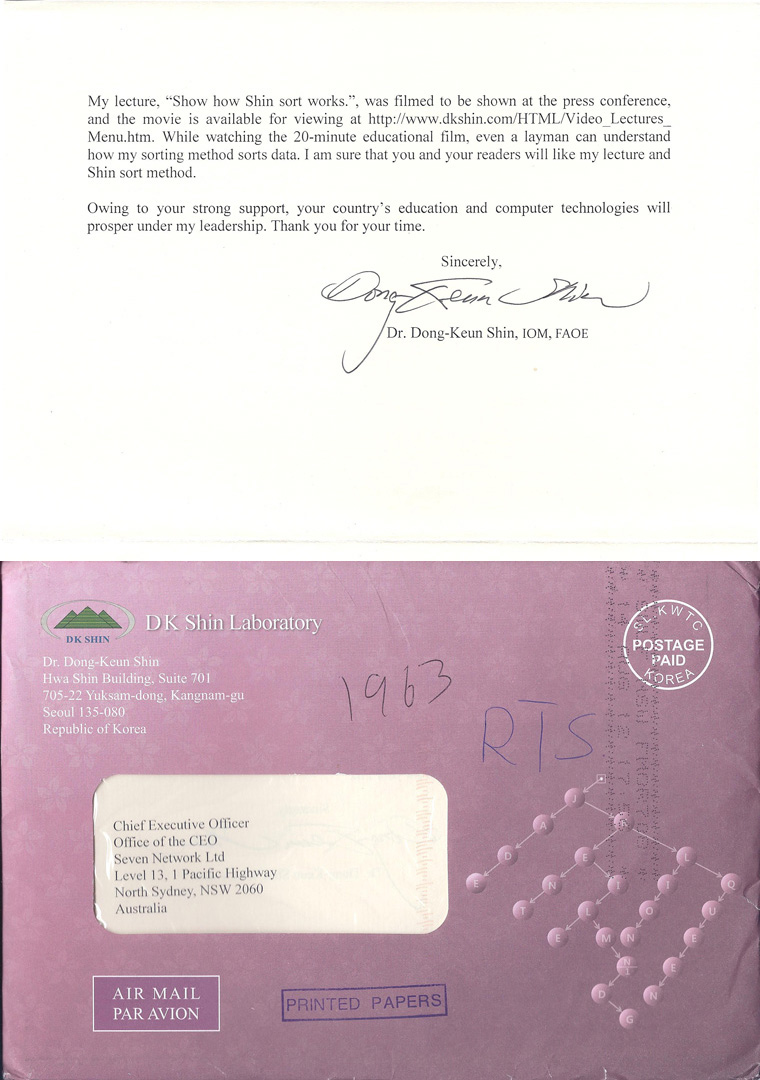 My lecture, “Show how Shin sort works.”, was filmed to be shown at the press conference,
and the movie is available for viewing at http://www.dkshin.com/HTML/Video_Lectures_
Menu.htm. While watching the 20-minute educational film, even a layman can understand
how my sorting method sorts data. I am sure that you and your readers will like my lecture and
Shin sort method.
Owing to your strong support, your country’s education and computer technologies will
prosper under my leadership. Thank you for your time.
Sincerely,
Dong-Keun Shin
Dr. Dong-Keun Shin, IOM, FAOE
DK SHIN
DK Shin Laboratory
Dr. Dong-Keun Shin
Hwa Shin Building, Suite 701
705-22 Yuksam-dong, Kangnam-gu
Seoul 135-080
Republic of Korea
SL.KWTC
POSTAGE
PAID
KOREA
1963
RTS
Chief Executive Officer
Office of the CEO
Seven Network Ltd
Level 13, 1 Pacific Highway
North Sydney, NSW 2060
Australia
J
A
D
E
L
E
T
N
I
I
Q
L
O
U
E
M
N
E
N
E
D
N
G
AIR MAIL
PAR AVION
PRINTED PAPERS